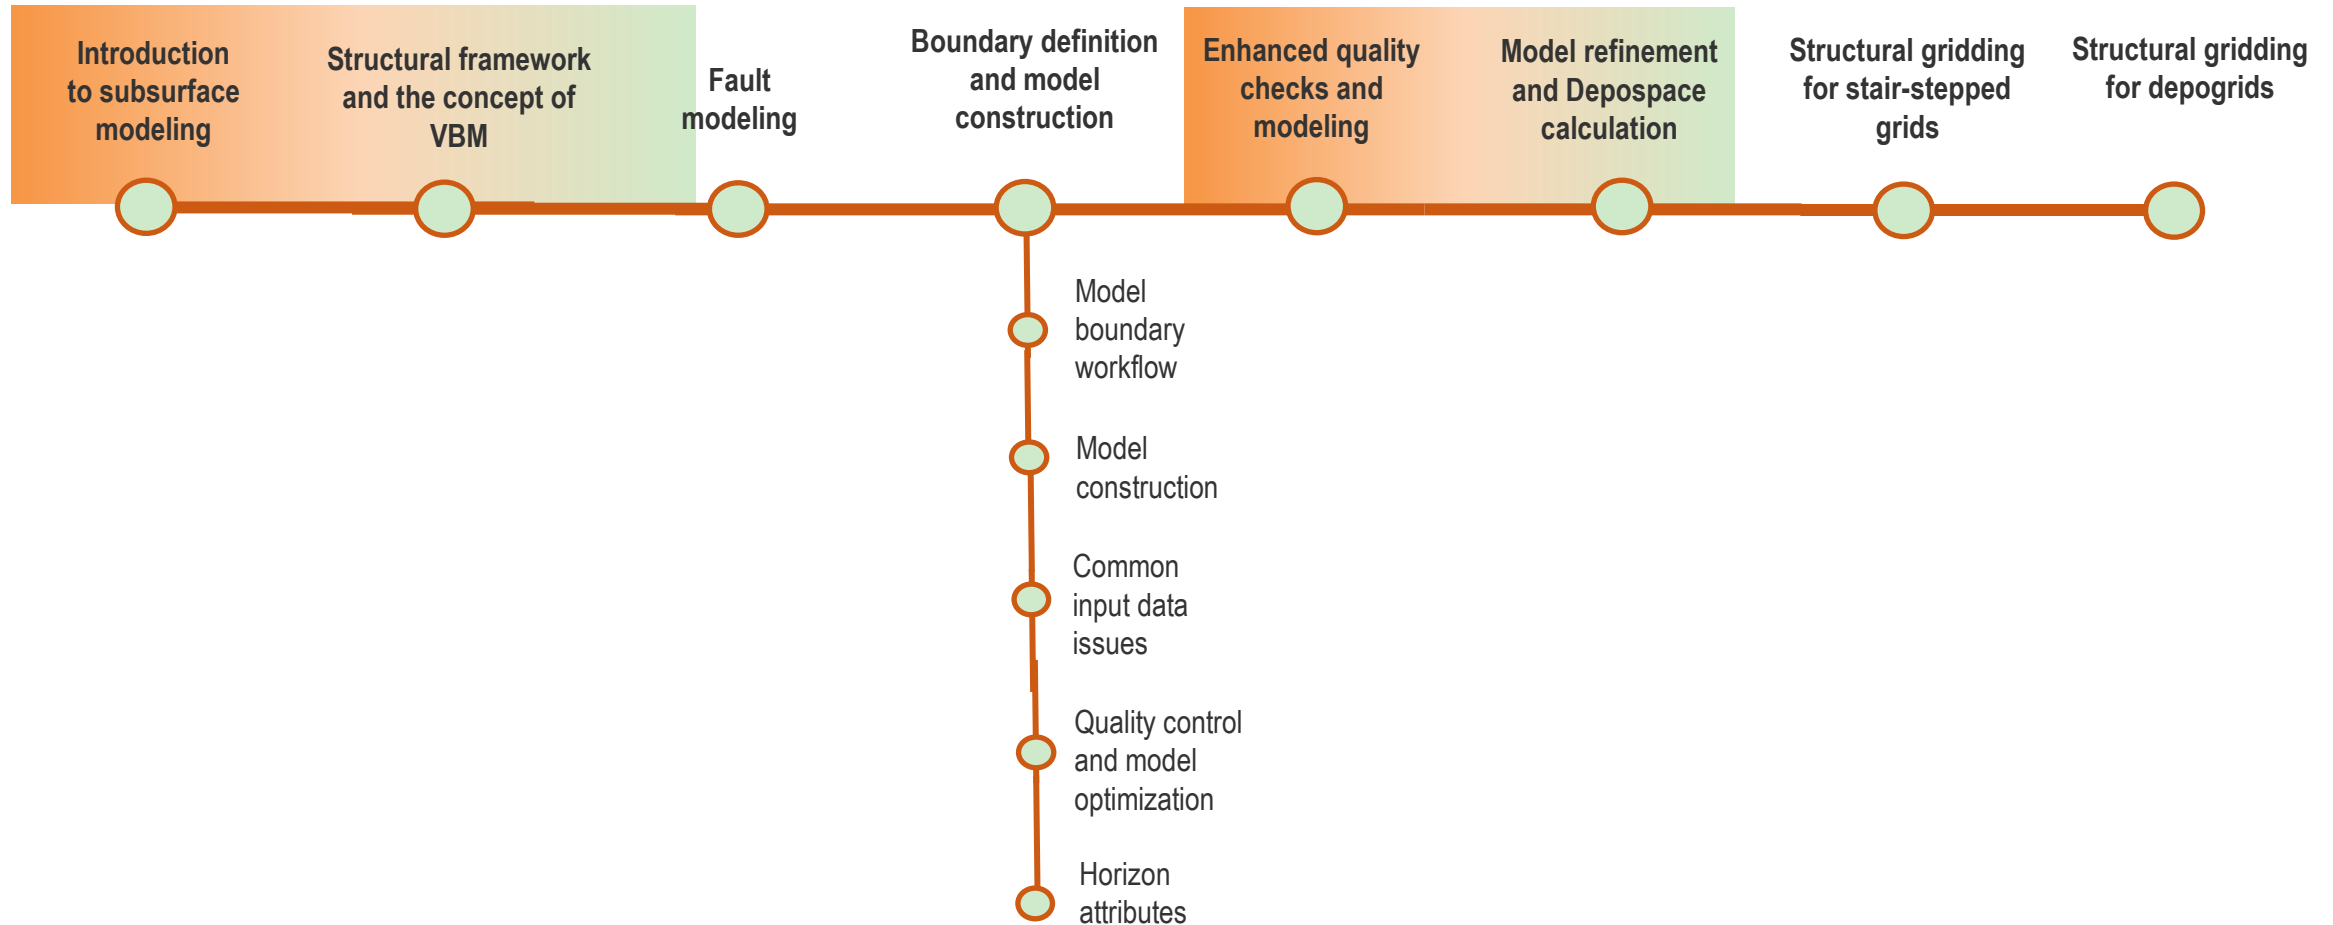 Introduction
to subsurface
modeling
Structural framework
and the concept of
VBM
Fault
modeling
Boundary definition
and model
construction
Enhanced quality
checks and
modeling
Model refinement
and Depospace
calculation
Structural gridding
for stair-stepped
grids
Structural gridding
for depogrids
Model
boundary
workflow
Model
construction
Common
input data
issues
Quality control
and model
optimization
Horizon
attributes